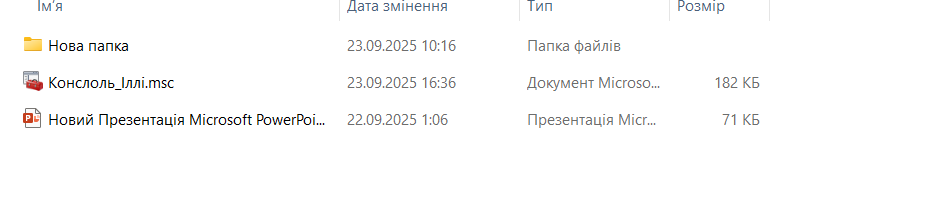 Ім'я Дата змінення Тип Розмір
Нова папка 23.09.2025 10:16 Папка файлів
Конслоль_Іллі.msc 23.09.2025 16:36 Документ Microso... 182 КБ
Новий Презентація Microsoft PowerPoi... 22.09.2025 1:06 Презентація Micr... 71 КБ